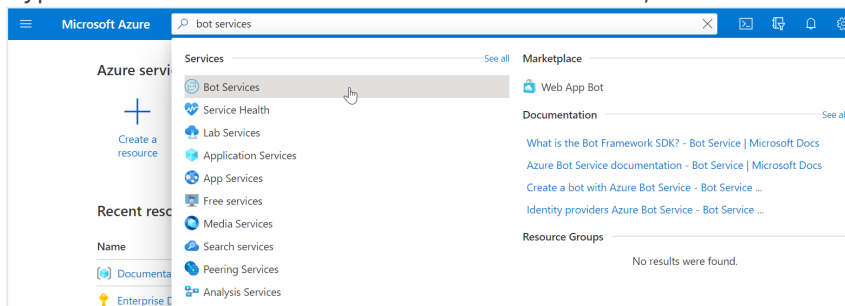 Microsoft Azure
bot services
Azure servi
Create a
resource
Recent reso
Name
Documenta
Enterprise D
Services
See all
Bot Services
Service Health
Lab Services
Application Services
App Services
Free services
Media Services
Search services
Peering Services
Analysis Services
Marketplace
Web App Bot
Documentation
See all
What is the Bot Framework SDK? - Bot Service | Microsoft Docs
Azure Bot Service documentation - Bot Service | Microsoft Docs
Create a bot with Azure Bot Service - Bot Service ...
Identity providers Azure Bot Service - Bot Service ...
Resource Groups
No results were found.